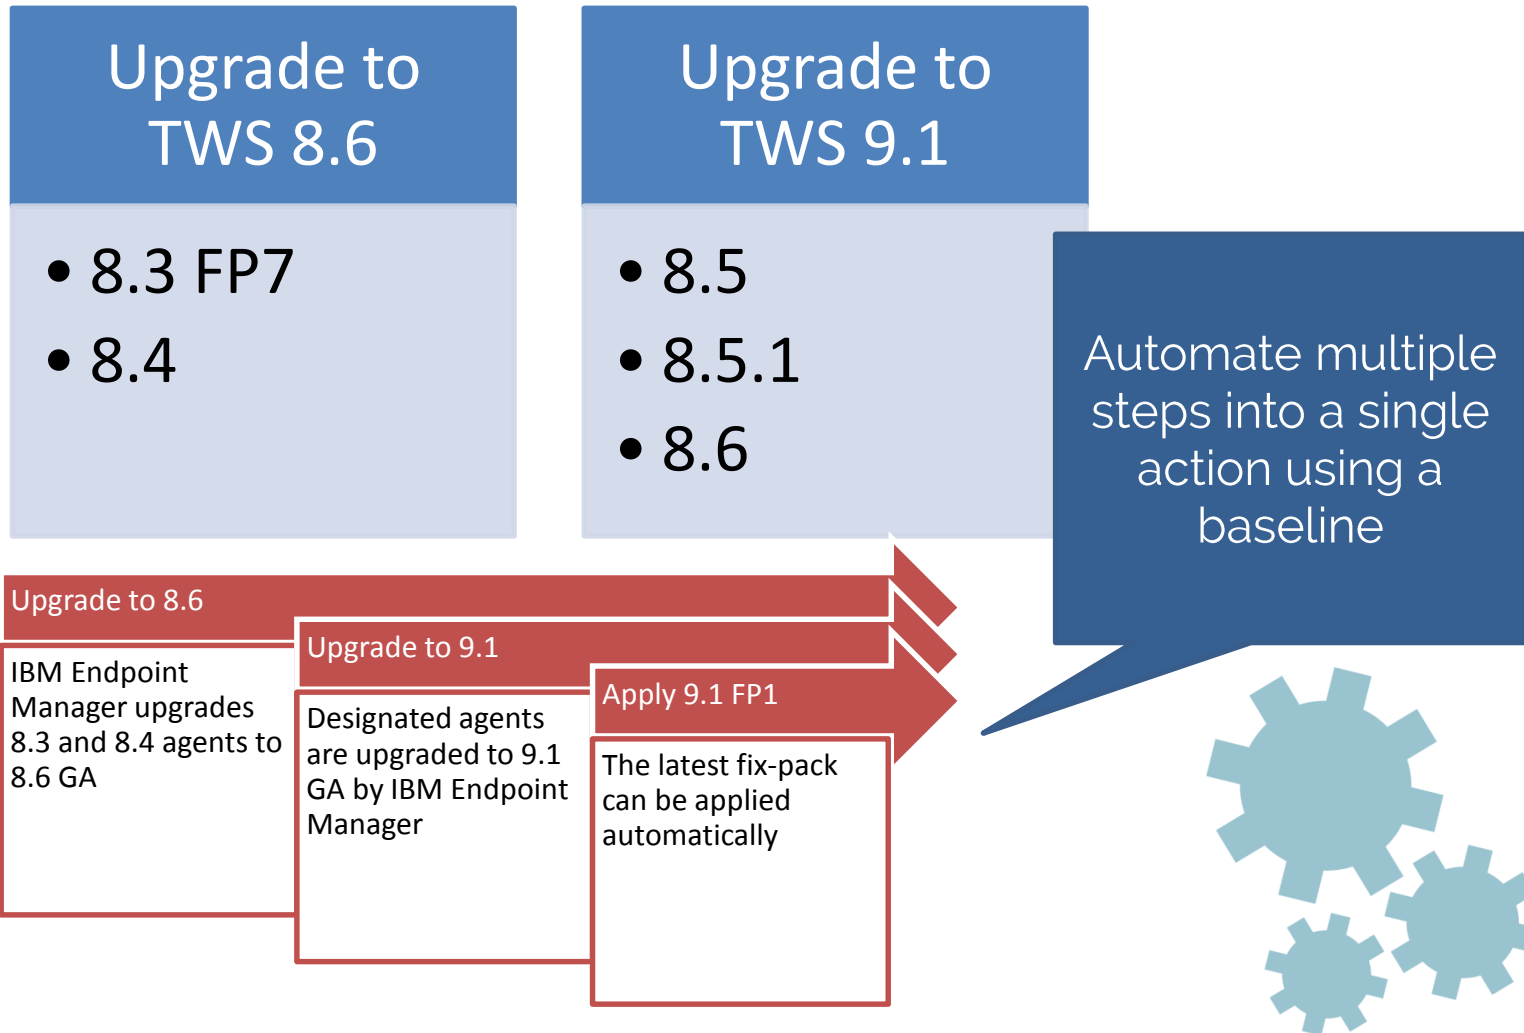 Upgrade to
TWS 8.6
• 8.3 FP7
• 8.4
Upgrade to
TWS 9.1
• 8.5
• 8.5.1
• 8.6
Automate multiple
steps into a single
action using a
baseline
Upgrade to 8.6
IBM Endpoint
Manager upgrades
8.3 and 8.4 agents to
8.6 GA
Upgrade to 9.1
Designated agents
are upgraded to 9.1
GA by IBM Endpoint
Manager
Apply 9.1 FP1
The latest fix-pack
can be applied
automatically